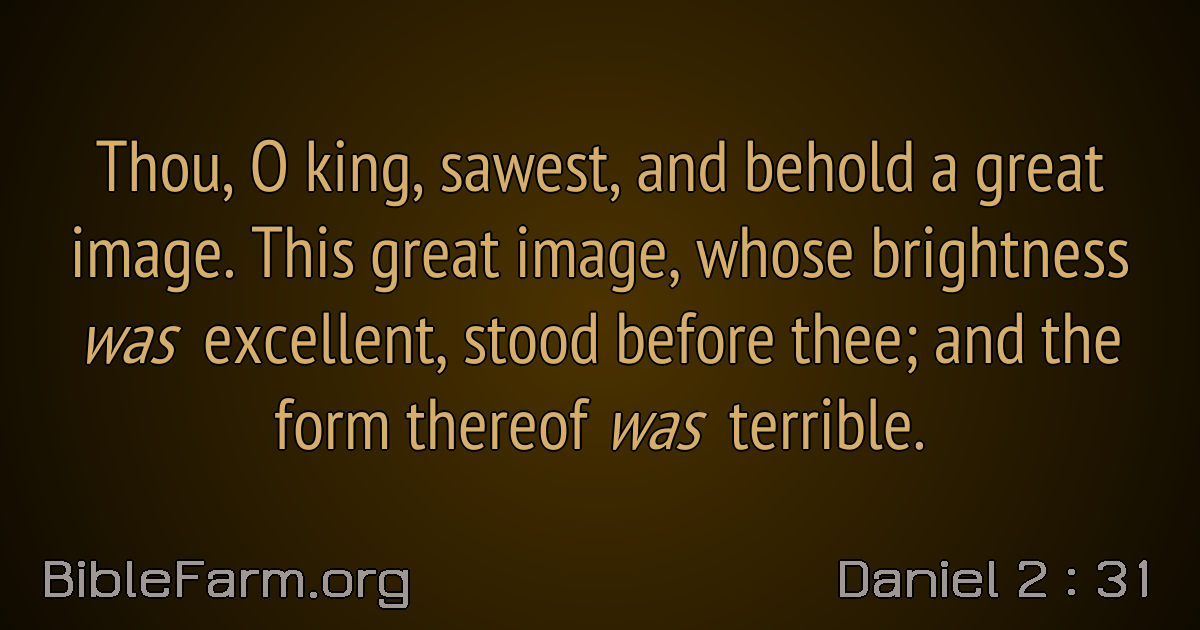 Thou, O king, sawest, and behold a great
image. This great image, whose brightness
was excellent, stood before thee; and the
form thereof was terrible.
BibleFarm.org
Daniel 2 : 31